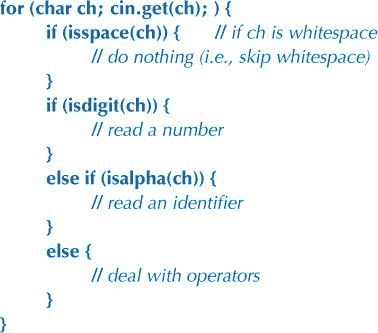 for (char ch; cin.get(ch); ) {
if (isspace(ch)) { // if ch is whitespace
// do nothing (i.e., skip whitespace)
}
if (isdigit(ch)) {
// read a number
}
else if (isalpha(ch)) {
// read an identifier
}
else {
// deal with operators
}
}